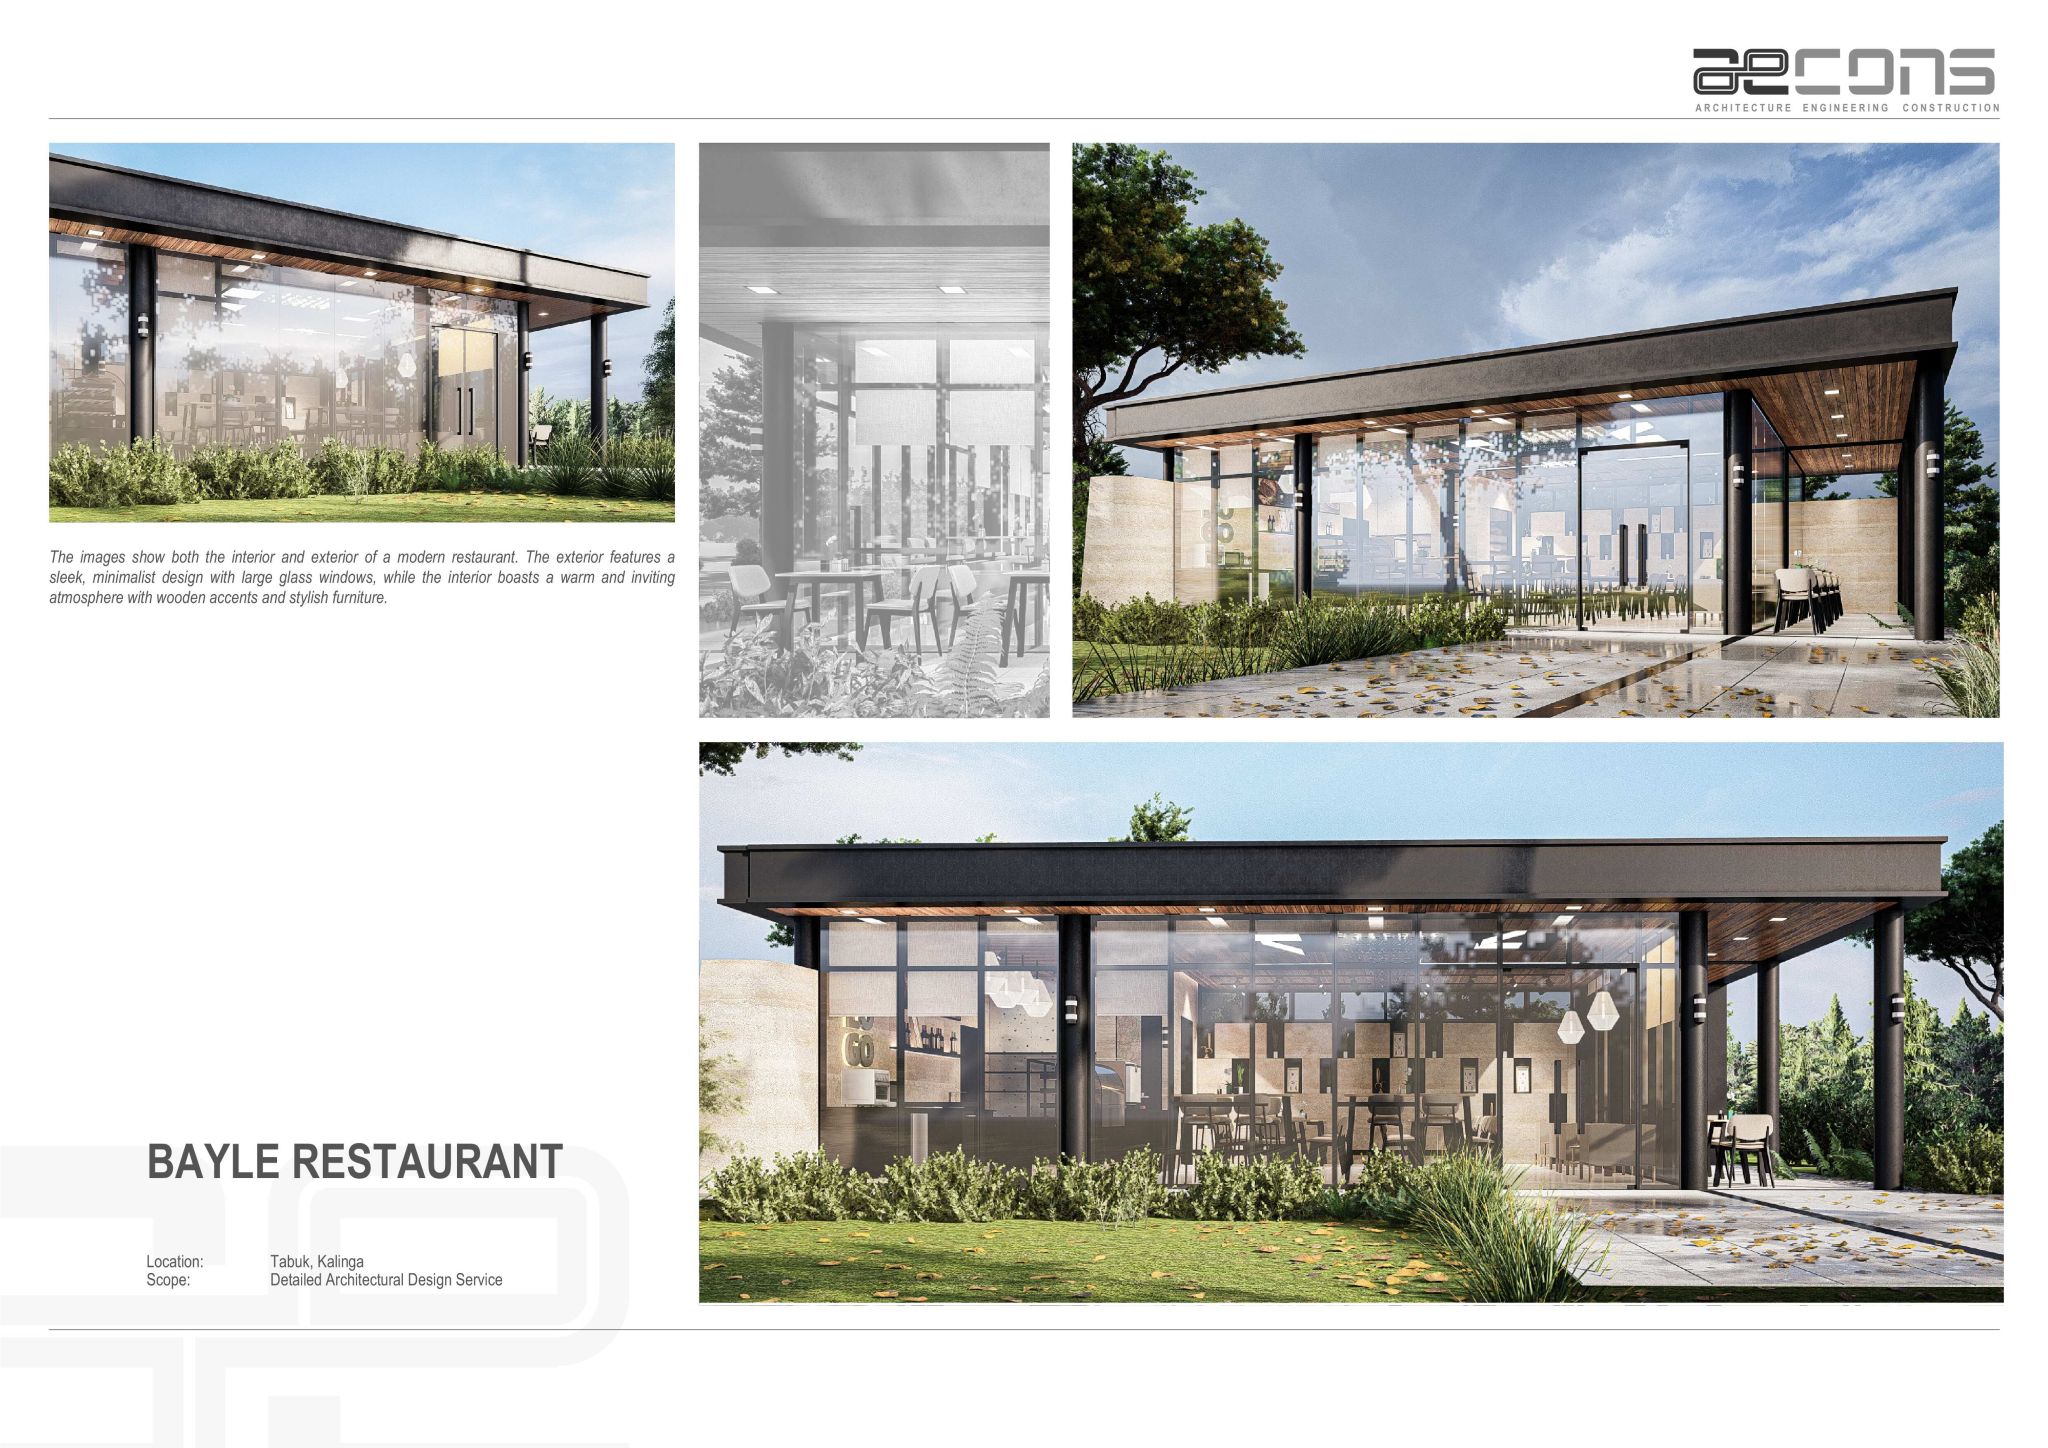 aecons
ARCHITECTURE ENGINEERING CONSTRUCTION
The images show both the interior and exterior of a modern restaurant. The exterior features a
sleek, minimalist design with large glass windows, while the interior boasts a warm and inviting
atmosphere with wooden accents and stylish furniture.
GO
BAYLE RESTAURANT
Location: Tabuk, Kalinga
Scope: Detailed Architectural Design Service